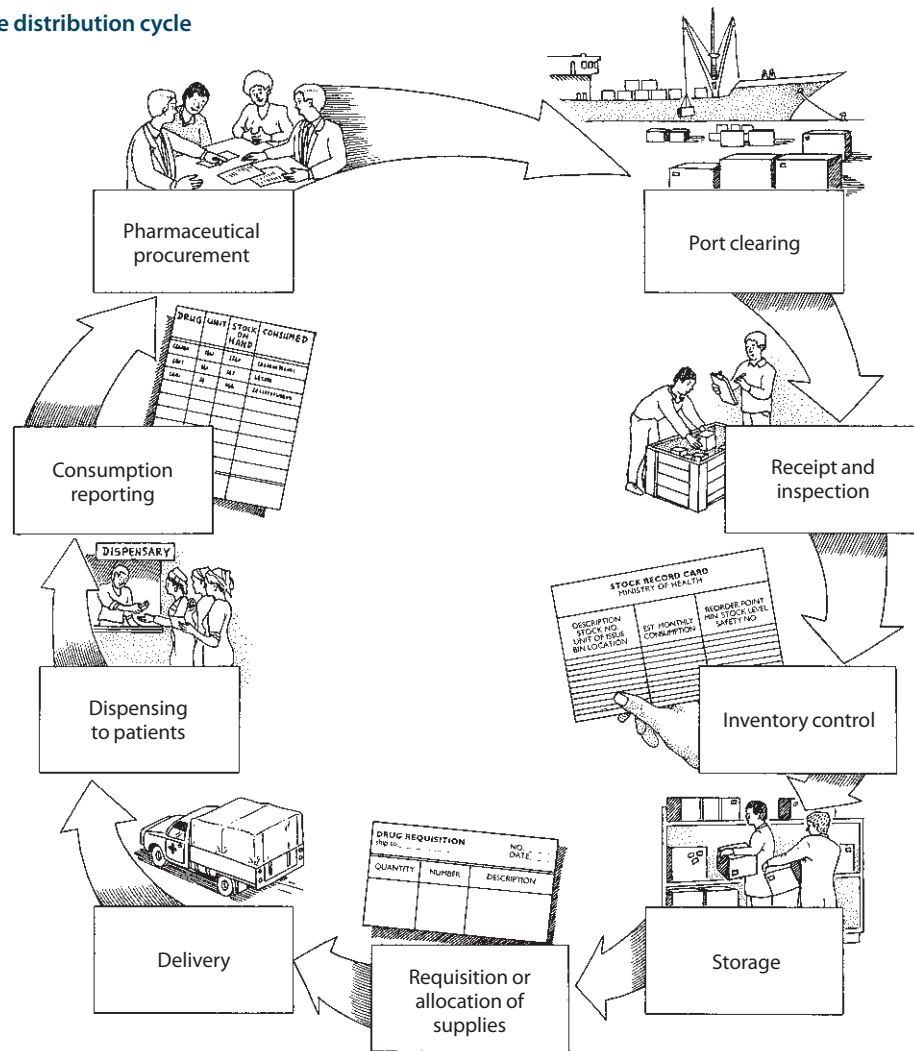 e distribution cycle
Pharmaceutical
procurement
Port clearing
DRUG UNIT STOCK ON HAND CONSUMED
Consumption
reporting
Receipt and
inspection
DISPENSARY
STOCK RECORD CARD
MINISTRY OF HEALTH
DESCRIPTION
STOCK NO.
UNIT OF ISSUE
BIN LOCATION
EST. MONTHLY
CONSUMPTION
REORDER POINT
MIN. STOCK LEVEL
SAFETY NO
Dispensing
to patients
Inventory control
DRUG REQUISITION
ship to
NO.
DATE
QUANTITY NUMBER DESCRIPTION
Delivery
Requisition or
allocation of
supplies
Storage